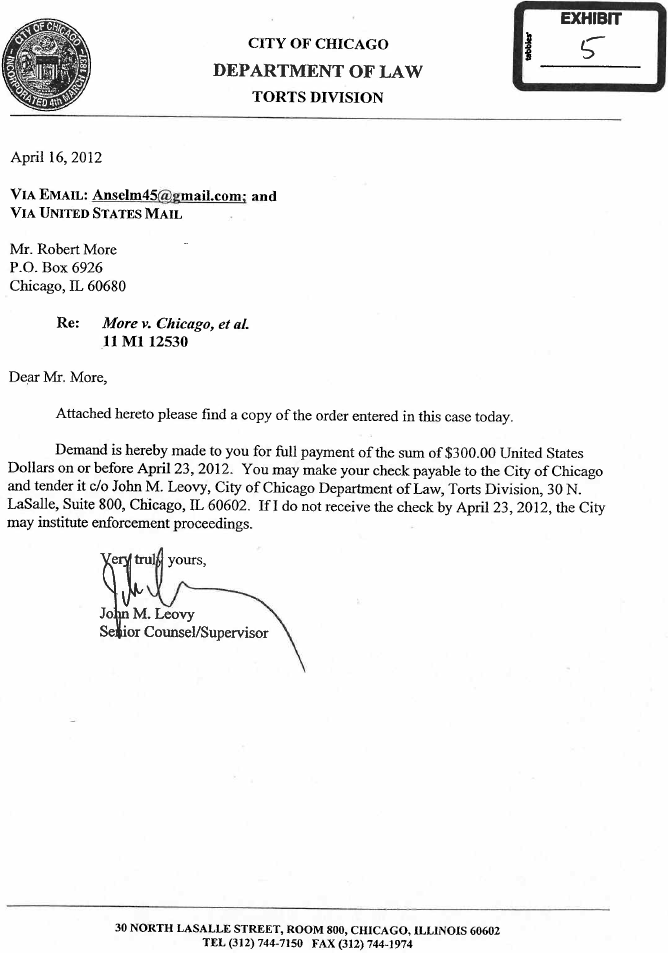 CITY OF CHICAGO
INCORPORATED 4th MARCH 1837
EXHIBIT
5
tabbies'
CITY OF CHICAGO
DEPARTMENT OF LAW
TORTS DIVISION
April 16, 2012
VIA EMAIL: Anselm45@gmail.com; and
VIA UNITED STATES MAIL
Mr. Robert More
P.O. Box 6926
Chicago, IL 60680
Re: More v. Chicago, et al.
11 M1 12530
Dear Mr. More,
Attached hereto please find a copy of the order entered in this case today.
Demand is hereby made to you for full payment of the sum of $300.00 United States
Dollars on or before April 23, 2012. You may make your check payable to the City of Chicago
and tender it c/o John M. Leovy, City of Chicago Department of Law, Torts Division, 30 N.
LaSalle, Suite 800, Chicago, IL 60602. If I do not receive the check by April 23, 2012, the City
may institute enforcement proceedings.
Very truly yours,
John M. Leovy
Senior Counsel/Supervisor
30 NORTH LASALLE STREET, ROOM 800, CHICAGO, ILLINOIS 60602
TEL (312) 744-7150 FAX (312) 744-1974